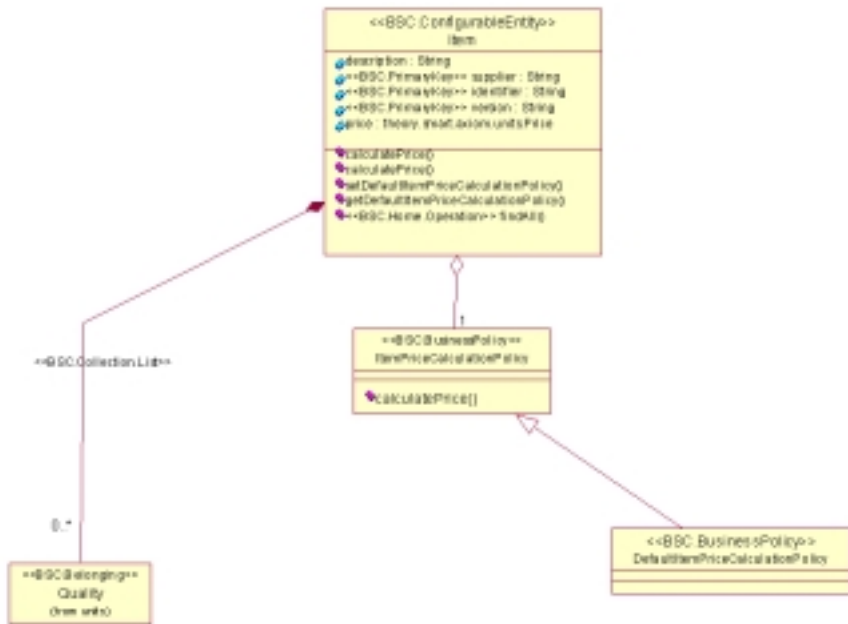 <<BSC.ConfigurableEntity>>
Item
description : String
<<BSC.PrimaryKey>> supplier : String
<<BSC.PrimaryKey>> identifier : String
<<BSC.PrimaryKey>> version : String
price : theory.smart.axiom.units.Price
calculatePrice()
calculatePrice()
setDefaultItemPriceCalculationPolicy()
getDefaultItemPriceCalculationPolicy()
<<BSC.Home.Operation>> findAll()
1
<<BSC.BusinessPolicy>>
ItemPriceCalculationPolicy
calculatePrice()
<<BSC.Collection.List>>
0..*
<<BSC.BusinessPolicy>>
DefaultItemPriceCalculationPolicy
<<BSC.Belonging>>
Quality
(from units)